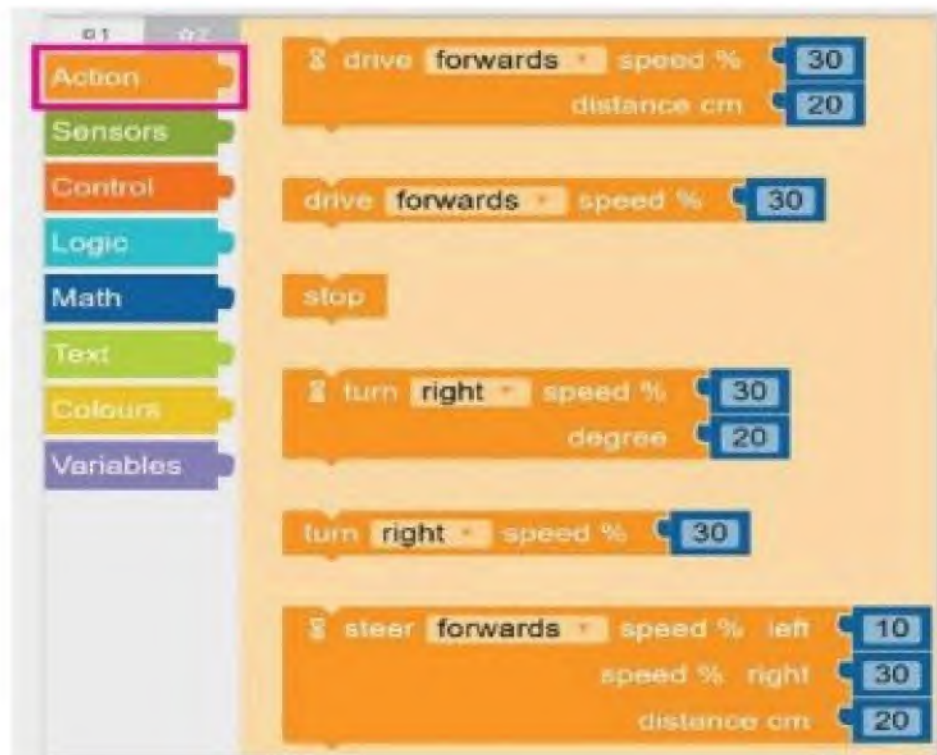 Action
Sensors
Control
Logic
Math
Text
Colours
Variables
drive forwards speed % 30
distance cm 20
drive forwards speed % 30
stop
turn right speed % 30
degree 20
turn right speed % 30
steer forwards speed % left 10
speed % right 30
distance cm 20